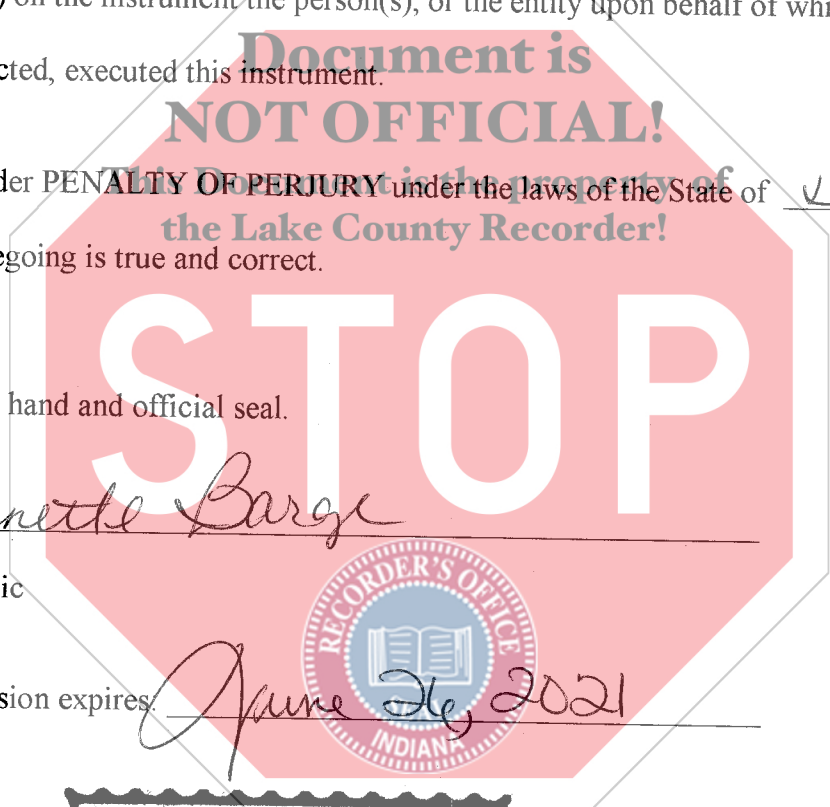 on the instrument the person(s), or the entity upon behalf of
Document is
cted, executed this instrument.
NOT OFFICIAL!
This Document is the property of
der PENALTY OF PERJURY under the laws of the State of
the Lake County Recorder!
egoing is true and correct.
STOP
hand and official seal.
nette Barge
RECORDER'S OFFICE
ic
sion expires: June 26, 2021
INDIANA